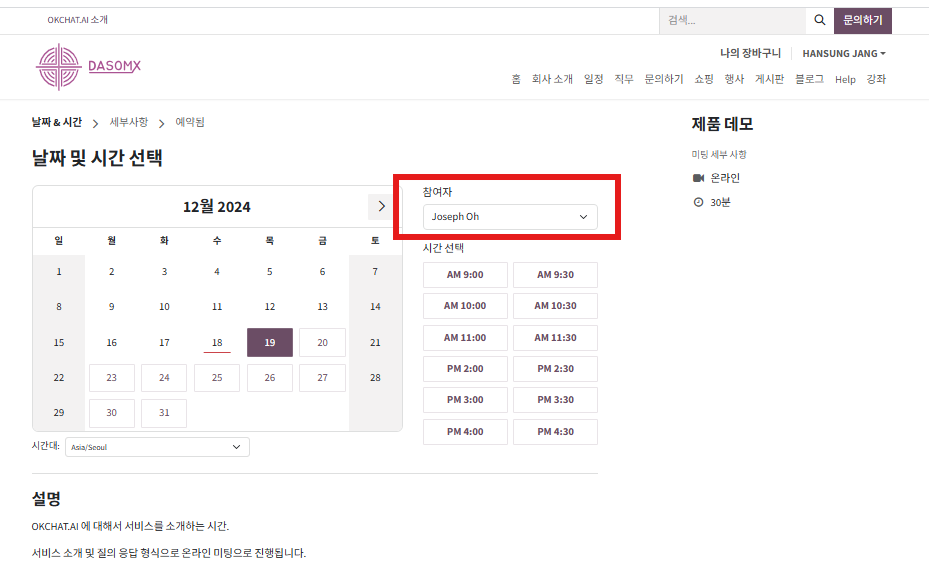 OKCHAT.AI 소개
검색...
문의하기
DASOMX
나의 장바구니
HANSUNG JANG
홈 회사 소개 일정 직무 문의하기 쇼핑 행사 게시판 블로그 Help 강좌
날짜 & 시간 > 세부사항 > 예약됨
날짜 및 시간 선택
12월 2024
일 월 화 수 목 금 토
1 2 3 4 5 6 7
8 9 10 11 12 13 14
15 16 17 18 19 20 21
22 23 24 25 26 27 28
29 30 31
시간대: Asia/Seoul
참여자
Joseph Oh
시간 선택
AM 9:00 AM 9:30
AM 10:00 AM 10:30
AM 11:00 AM 11:30
PM 2:00 PM 2:30
PM 3:00 PM 3:30
PM 4:00 PM 4:30
제품 데모
미팅 세부 사항
온라인
30분
설명
OKCHAT.AI 에 대해서 서비스를 소개하는 시간.
서비스 소개 및 질의 응답 형식으로 온라인 미팅으로 진행됩니다.